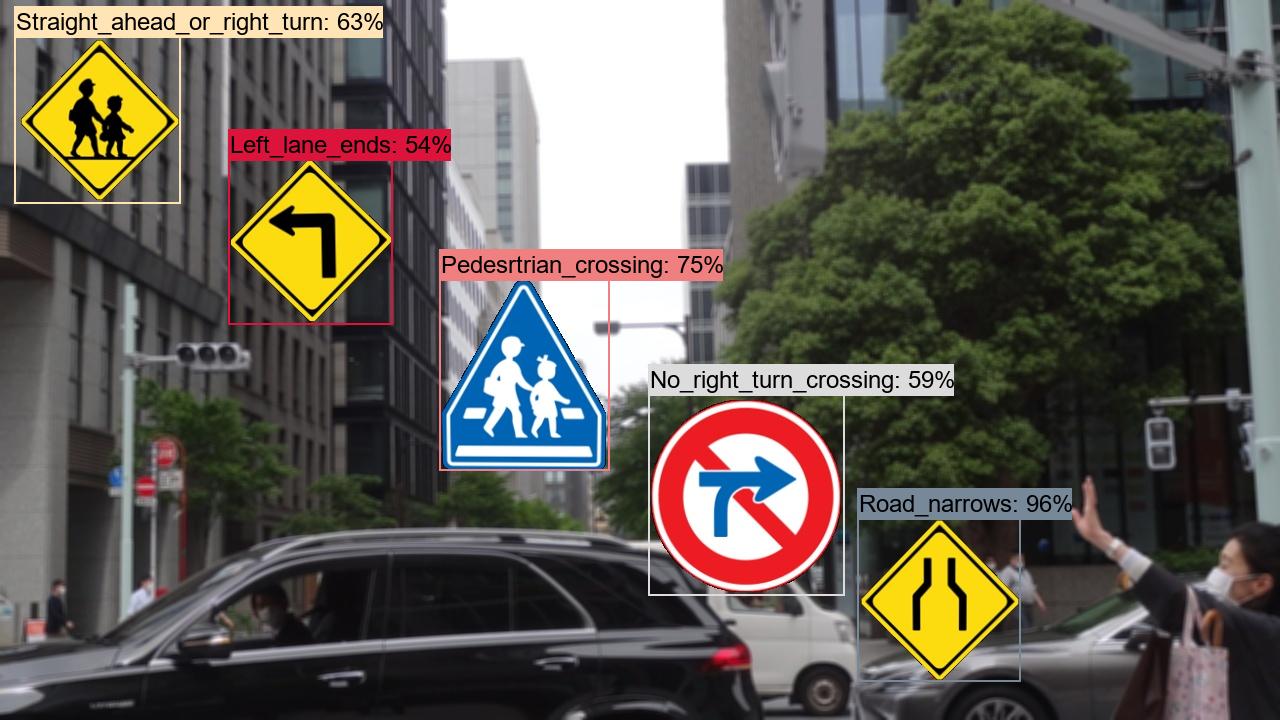 Straight_ahead_or_right_turn: 63%
Left_lane_ends: 54%
Pedesrtrian_crossing: 75%
No_right_turn_crossing: 59%
Road_narrows: 96%